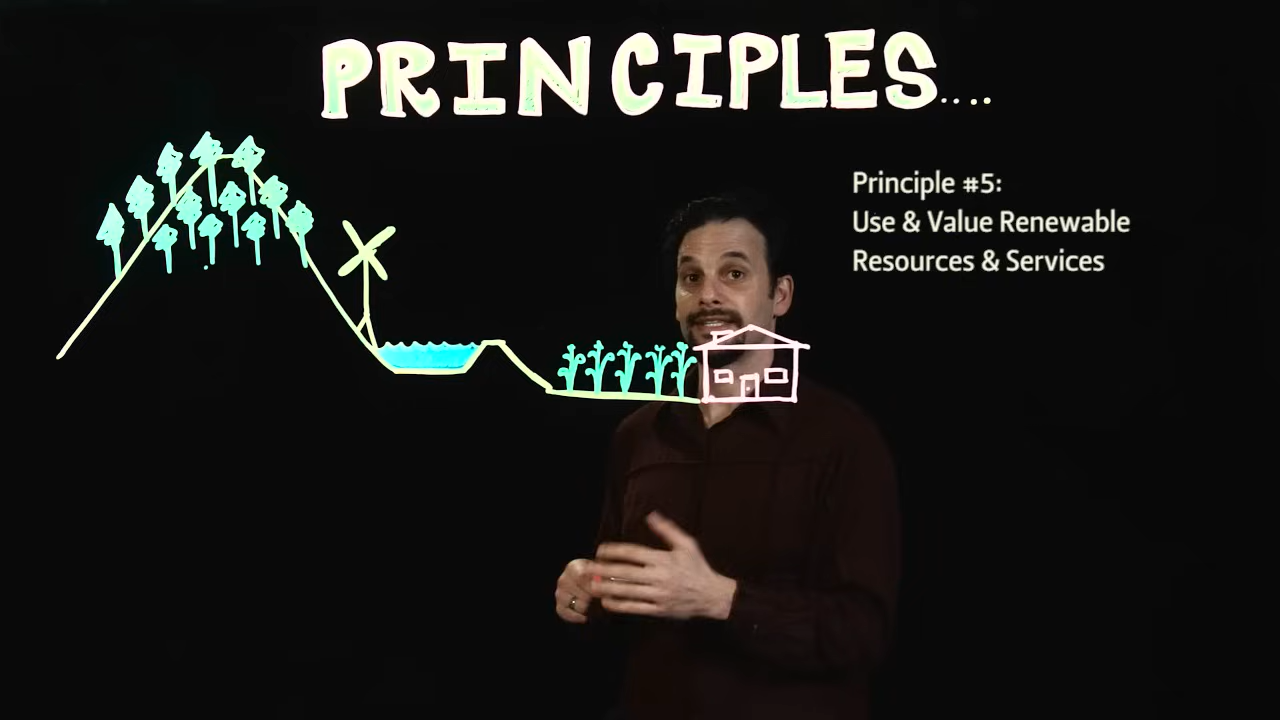 PRINCIPLES....
Principle #5:
Use & Value Renewable
Resources & Services